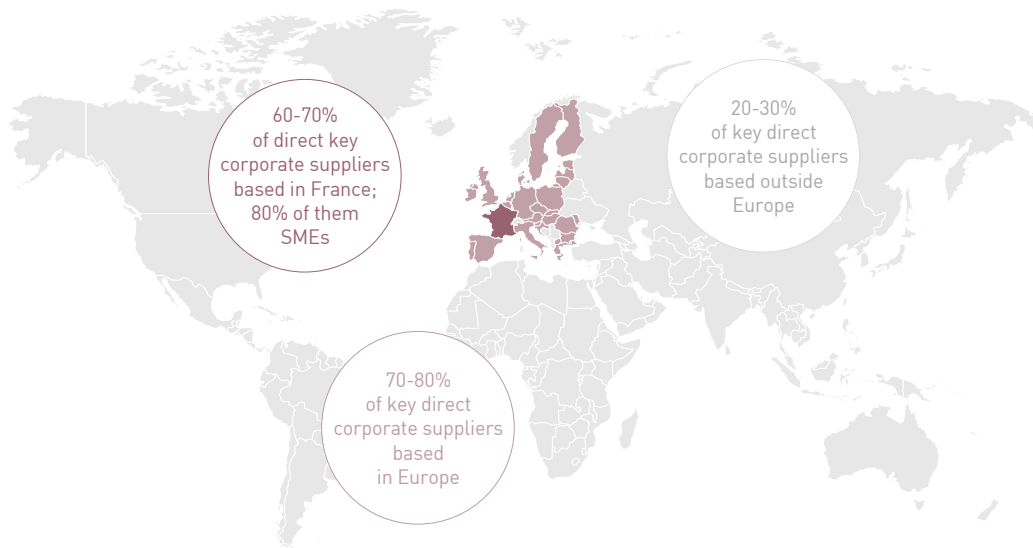 60-70%
of direct key
corporate suppliers
based in France;
80% of them
SMEs
20-30%
of key direct
corporate suppliers
based outside
Europe
70-80%
of key direct
corporate suppliers
based
in Europe